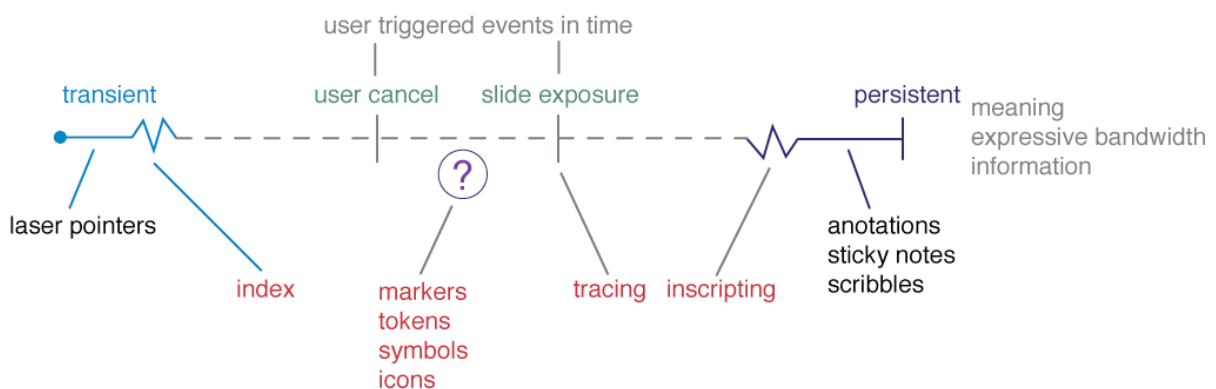 user triggered events in time
transient
user cancel
slide exposure
persistent
meaning
expressive bandwidth
information
?
laser pointers
anotations
sticky notes
scribbles
index
markers
tokens
symbols
icons
tracing
inscripting